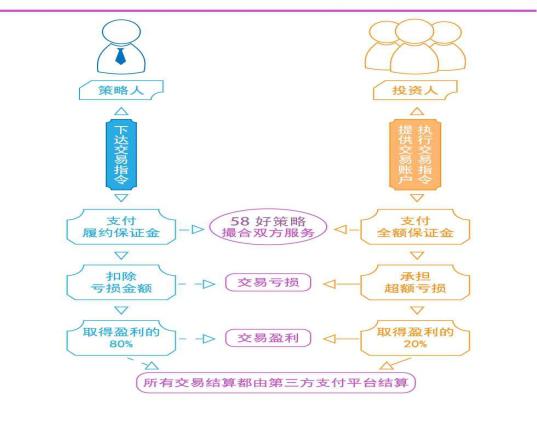 策略人
投资人
下达交易指令
执行交易指令
提供交易账户
支付
履约保证金
58 好策略
撮合双方服务
支付
全额保证金
扣除
亏损金额
交易亏损
承担
超额亏损
取得盈利的
80%
交易盈利
取得盈利的
20%
所有交易结算都由第三方支付平台结算